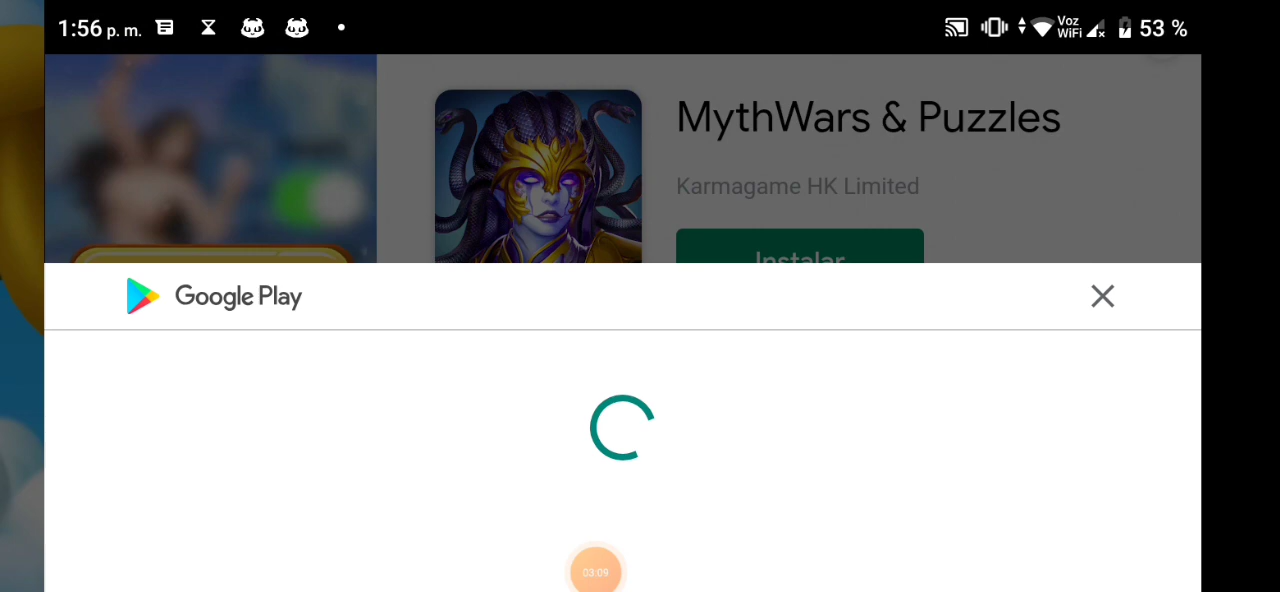 1:56 p. m.
Voz
WiFi
53 %
MythWars & Puzzles
Karmagame HK Limited
Instalar
Google Play
03:09